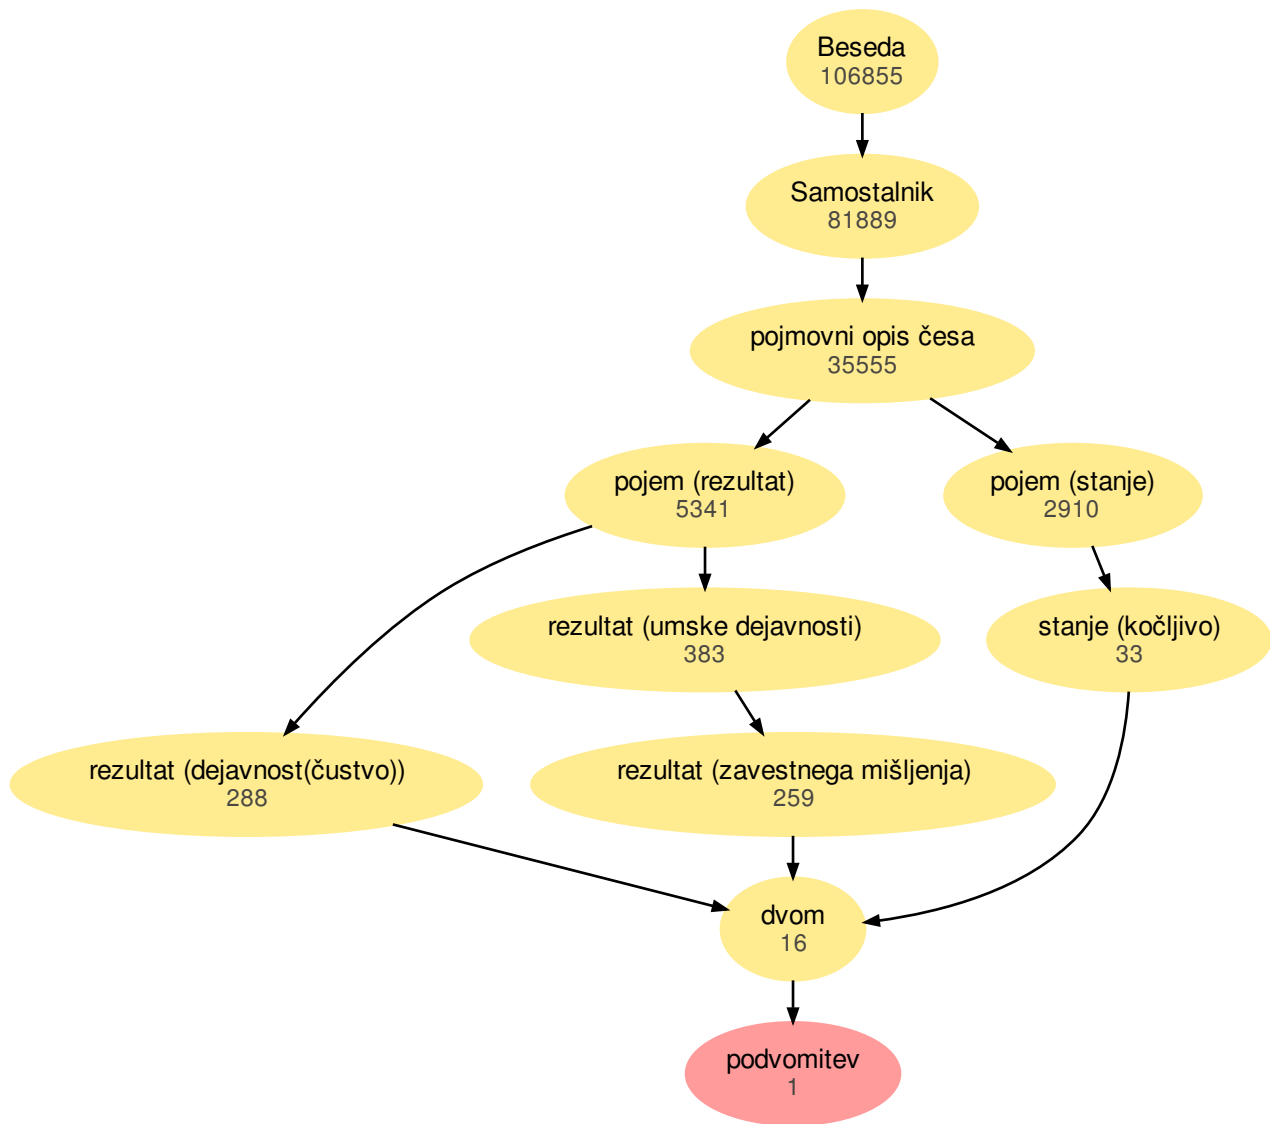 Beseda
106855
Samostalnik
81889
pojmovni opis česa
35555
pojem (rezultat)
5341
pojem (stanje)
2910
rezultat (umske dejavnosti)
383
stanje (kočljivo)
33
rezultat (dejavnost(čustvo))
288
rezultat (zavestnega mišljenja)
259
dvom
16
podvomitev
1